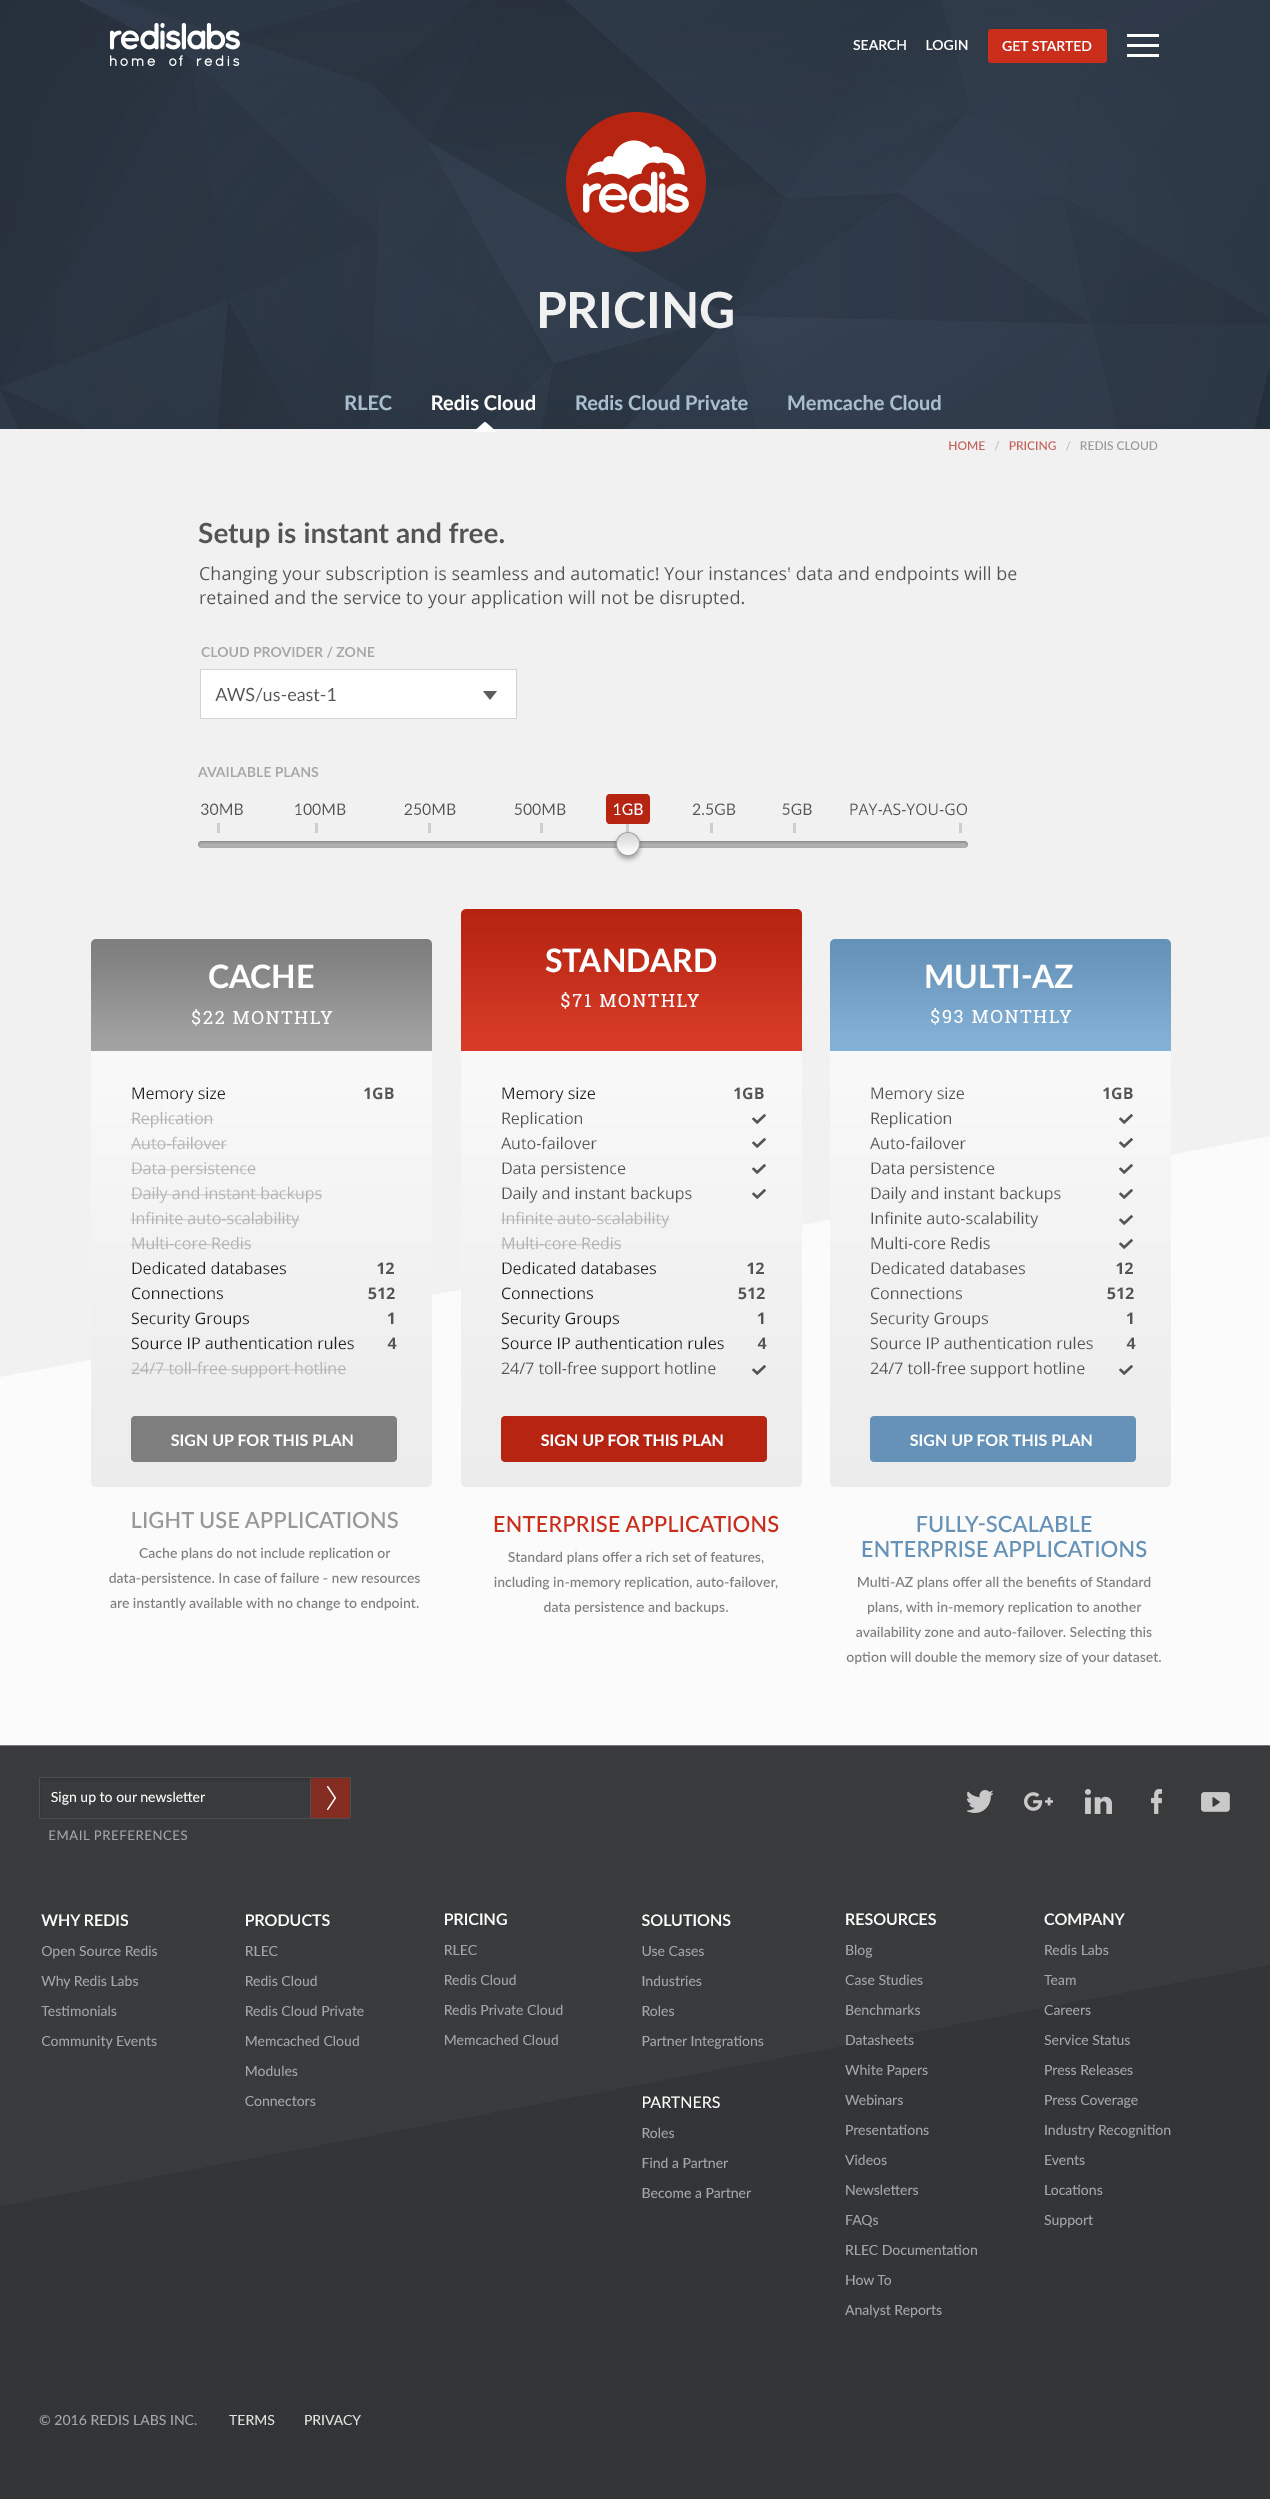 redislabs
home of redis
SEARCH LOGIN GET STARTED
redis
PRICING
RLEC Redis Cloud Redis Cloud Private Memcache Cloud
HOME / PRICING / REDIS CLOUD
Setup is instant and free.
Changing your subscription is seamless and automatic! Your instances' data and endpoints will be
retained and the service to your application will not be disrupted.
CLOUD PROVIDER / ZONE
AWS/us-east-1
AVAILABLE PLANS
30MB 100MB 250MB 500MB 1GB 2.5GB 5GB PAY-AS-YOU-GO
CACHE
$22 MONTHLY
Memory size 1GB
Replication
Auto-failover
Data persistence
Daily and instant backups
Infinite auto-scalability
Multi-core Redis
Dedicated databases 12
Connections 512
Security Groups 1
Source IP authentication rules 4
24/7 toll-free support hotline
SIGN UP FOR THIS PLAN
LIGHT USE APPLICATIONS
Cache plans do not include replication or
data-persistence. In case of failure - new resources
are instantly available with no change to endpoint.
STANDARD
$71 MONTHLY
Memory size 1GB
Replication
Auto-failover
Data persistence
Daily and instant backups
Infinite auto-scalability
Multi-core Redis
Dedicated databases 12
Connections 512
Security Groups 1
Source IP authentication rules 4
24/7 toll-free support hotline
SIGN UP FOR THIS PLAN
ENTERPRISE APPLICATIONS
Standard plans offer a rich set of features,
including in-memory replication, auto-failover,
data persistence and backups.
MULTI-AZ
$93 MONTHLY
Memory size 1GB
Replication
Auto-failover
Data persistence
Daily and instant backups
Infinite auto-scalability
Multi-core Redis
Dedicated databases 12
Connections 512
Security Groups 1
Source IP authentication rules 4
24/7 toll-free support hotline
SIGN UP FOR THIS PLAN
FULLY-SCALABLE
ENTERPRISE APPLICATIONS
Multi-AZ plans offer all the benefits of Standard
plans, with in-memory replication to another
availability zone and auto-failover. Selecting this
option will double the memory size of your dataset.
Sign up to our newsletter
EMAIL PREFERENCES
WHY REDIS
Open Source Redis
Why Redis Labs
Testimonials
Community Events
PRODUCTS
RLEC
Redis Cloud
Redis Cloud Private
Memcached Cloud
Modules
Connectors
PRICING
RLEC
Redis Cloud
Redis Private Cloud
Memcached Cloud
SOLUTIONS
Use Cases
Industries
Roles
Partner Integrations
PARTNERS
Roles
Find a Partner
Become a Partner
RESOURCES
Blog
Case Studies
Benchmarks
Datasheets
White Papers
Webinars
Presentations
Videos
Newsletters
FAQs
RLEC Documentation
How To
Analyst Reports
COMPANY
Redis Labs
Team
Careers
Service Status
Press Releases
Press Coverage
Industry Recognition
Events
Locations
Support
© 2016 REDIS LABS INC. TERMS PRIVACY